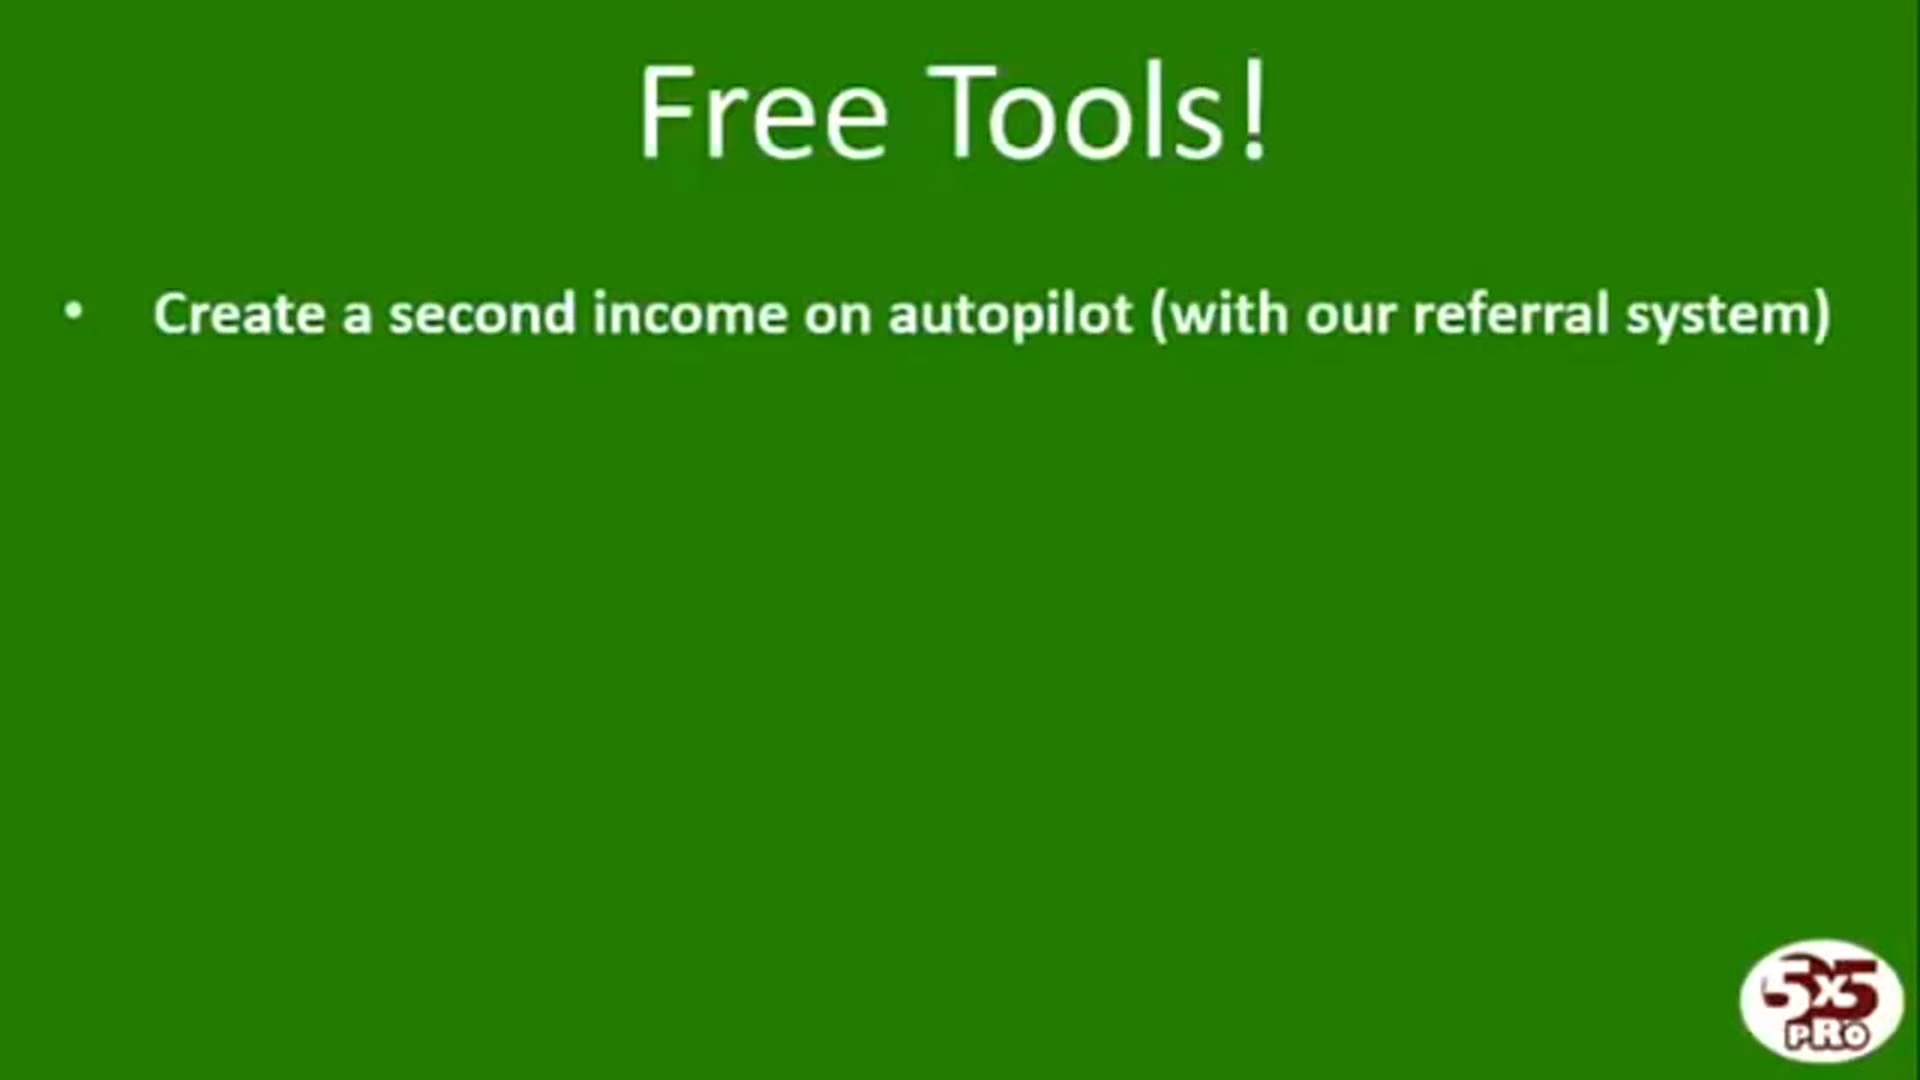 Free Tools!
• Create a second income on autopilot (with our referral system)
5x5
PRO